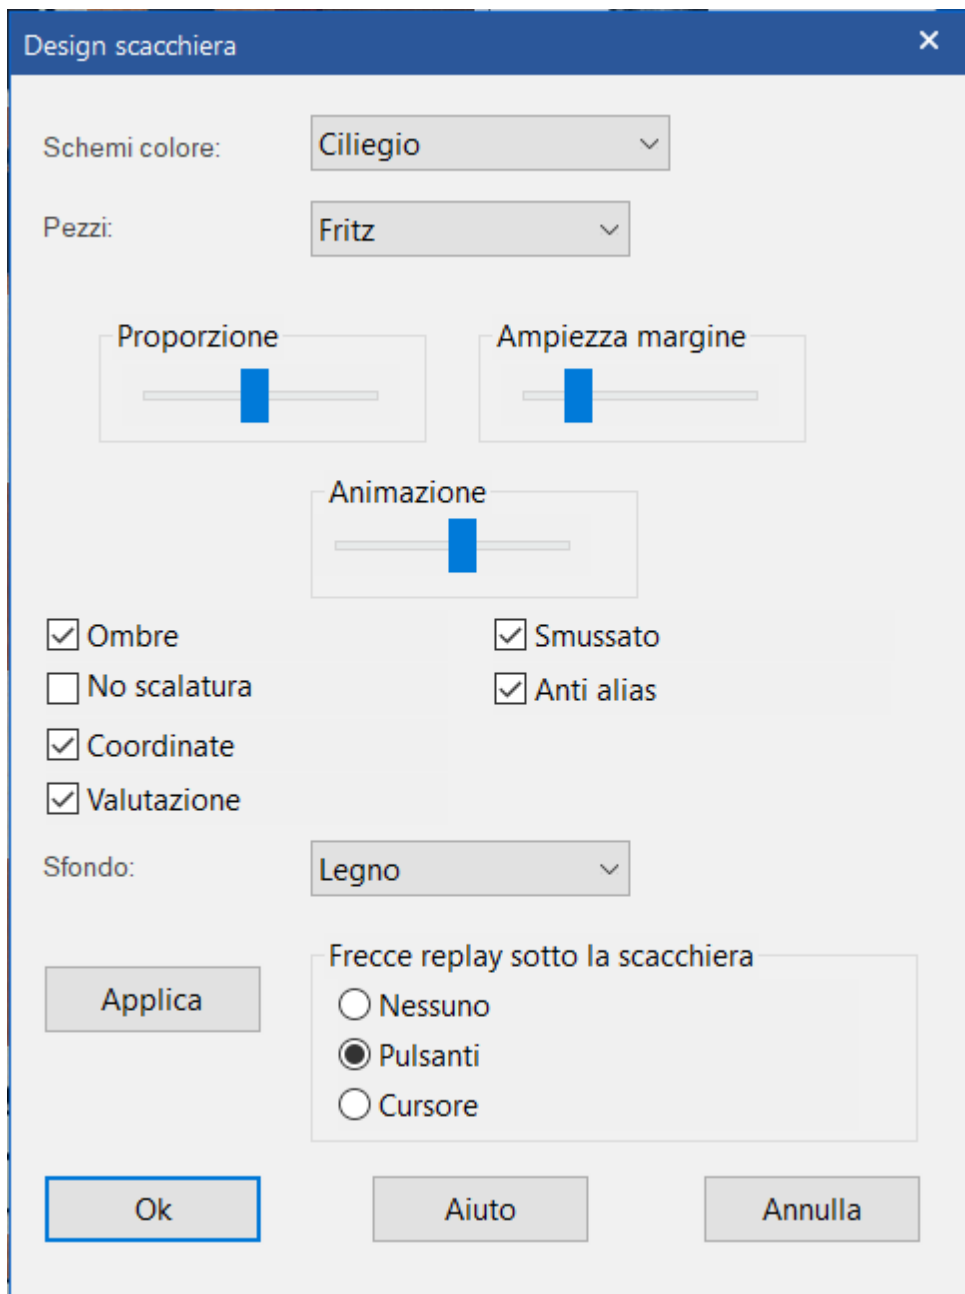 Design scacchiera
Schemi colore: Ciliegio
Pezzi: Fritz
Proporzione Ampiezza margine
Animazione
Ombre Smussato
No scalatura Anti alias
Coordinate
Valutazione
Sfondo: Legno
Frecce replay sotto la scacchiera
Applica Nessuno
Pulsanti
Cursore
Ok Aiuto Annulla